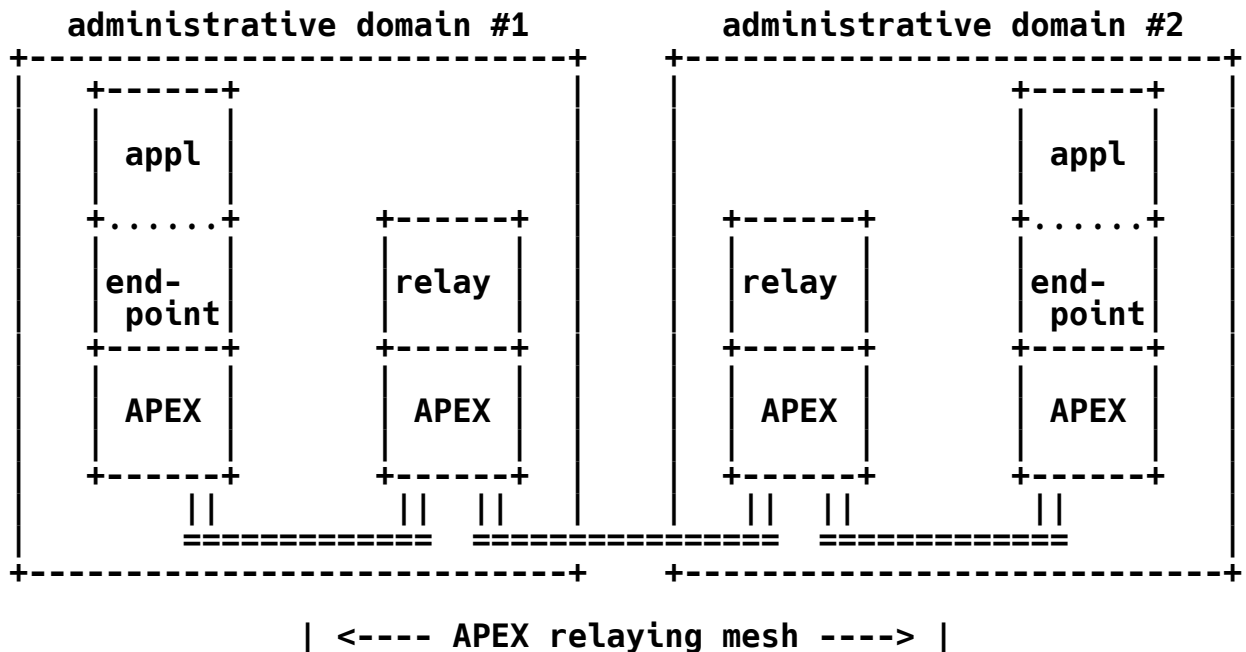 administrative domain #1 administrative domain #2
appl appl
end- relay relay end-
point point
APEX APEX APEX APEX
| <---- APEX relaying mesh ----> |